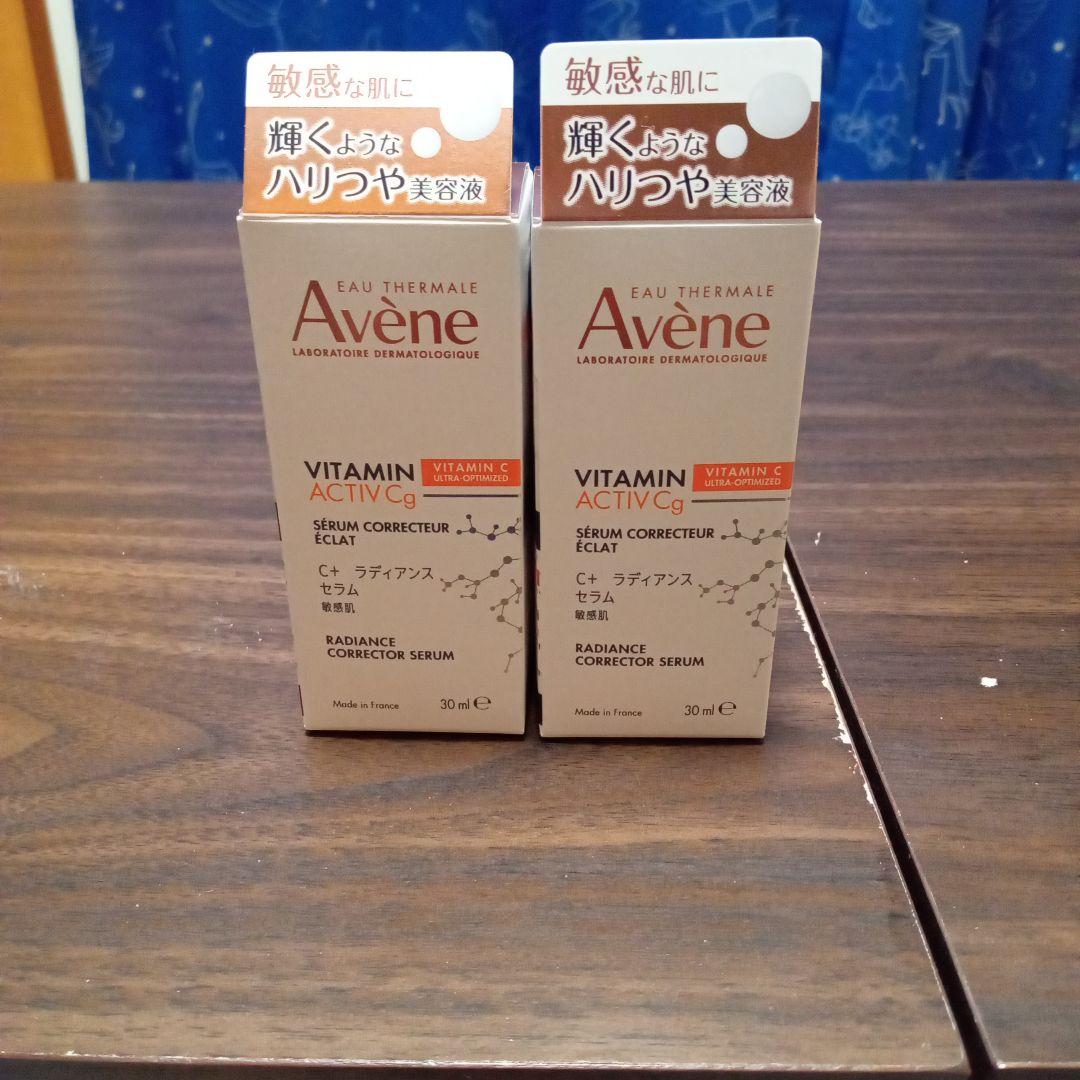 敏感な肌に
輝くような
ハリつや美容液
EAU THERMALE
Avène
LABORATOIRE DERMATOLOGIQUE
VITAMIN
ACTIV Cg
VITAMIN C
ULTRA-OPTIMIZED
SÉRUM CORRECTEUR
ÉCLAT
C+ ラディアンス
セラム
敏感肌
RADIANCE
CORRECTOR SERUM
Made in France
30 ml ℮
敏感な肌に
輝くような
ハリつや美容液
EAU THERMALE
Avène
LABORATOIRE DERMATOLOGIQUE
VITAMIN
ACTIV Cg
VITAMIN C
ULTRA-OPTIMIZED
SÉRUM CORRECTEUR
ÉCLAT
C+ ラディアンス
セラム
敏感肌
RADIANCE
CORRECTOR SERUM
Made in France
30 ml ℮